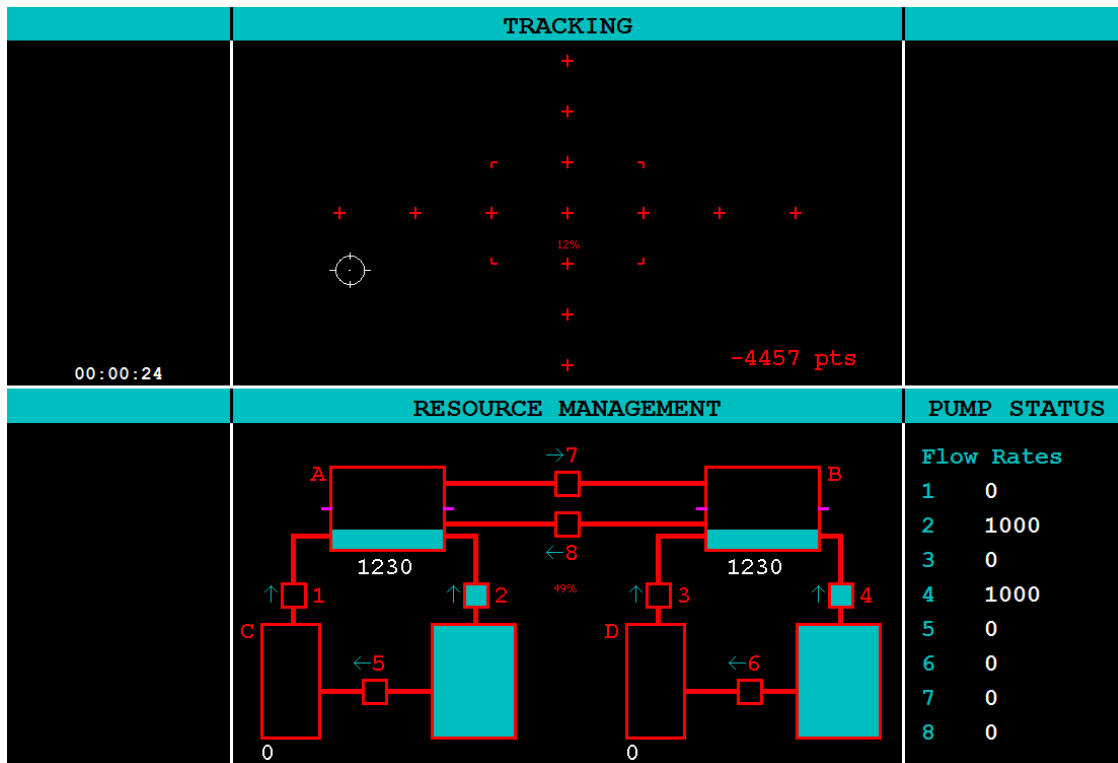 TRACKING
12%
-4457 pts
00:00:24
RESOURCE MANAGEMENT
PUMP STATUS
→7
A
B
←8
1230
1230
↑1
↑2
49%
↑3
↑4
C
D
←5
←6
0
0
Flow Rates
1 0
2 1000
3 0
4 1000
5 0
6 0
7 0
8 0